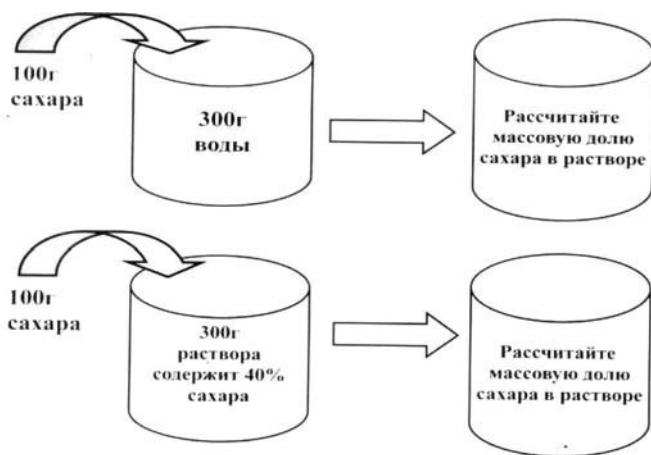 100г
сахара
300г
воды
Рассчитайте
массовую долю
сахара в растворе
100г
сахара
300г
раствора
содержит 40%
сахара
Рассчитайте
массовую долю
сахара в растворе